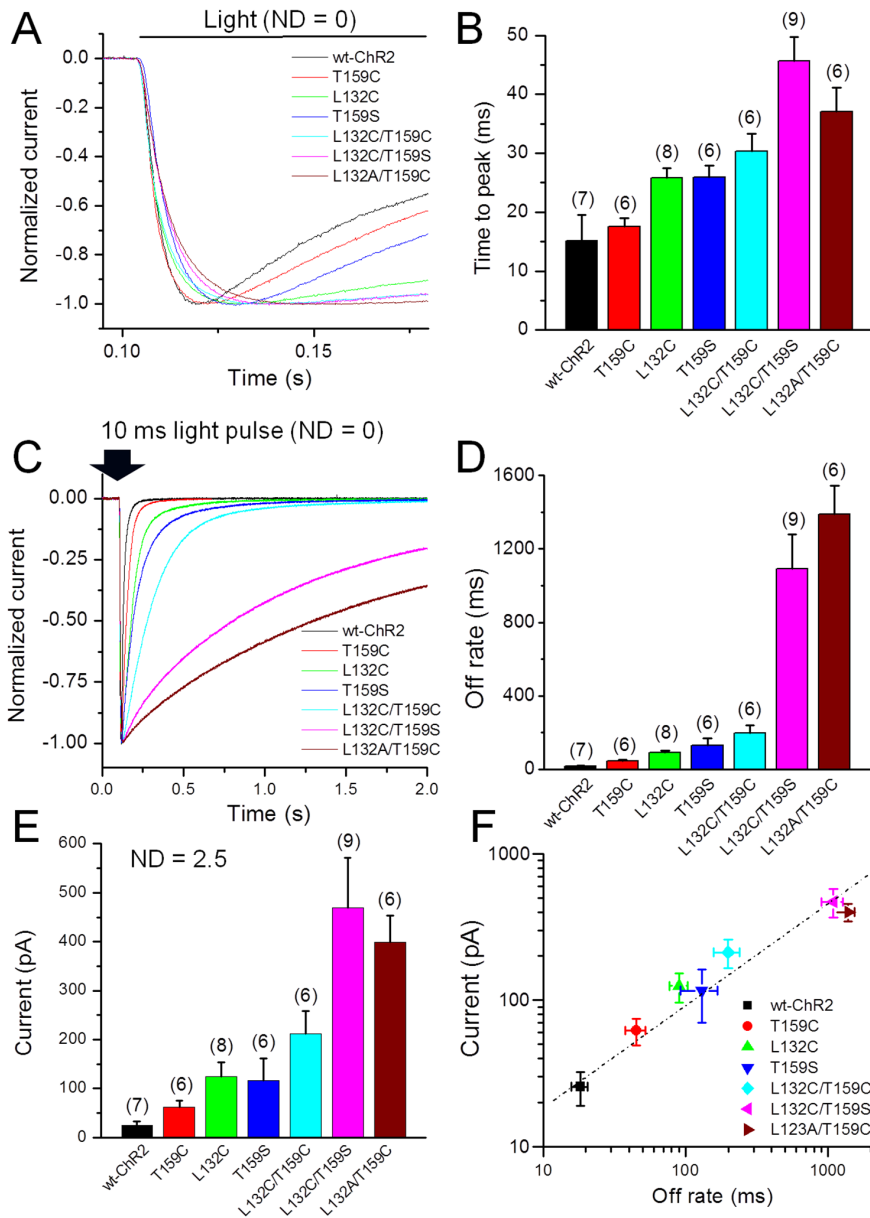 A
Light (ND = 0)
0.0
-0.2
-0.4
-0.6
-0.8
-1.0
Normalized current
wt-ChR2
T159C
L132C
T159S
L132C/T159C
L132C/T159S
L132A/T159C
0.10
0.15
Time (s)
B
50
40
30
20
10
0
Time to peak (ms)
(7)
(6)
(8)
(6)
(6)
(9)
(6)
wt-ChR2
T159C
L132C
T159S
L132C/T159C
L132C/T159S
L132A/T159C
10 ms light pulse (ND = 0)
C
0.00
-0.25
-0.50
-0.75
-1.00
Normalized current
wt-ChR2
T159C
L132C
T159S
L132C/T159C
L132C/T159S
L132A/T159C
0.0
0.5
1.0
1.5
2.0
Time (s)
D
1600
1200
800
400
0
Off rate (ms)
(7)
(6)
(8)
(6)
(6)
(9)
(6)
wt-ChR2
T159C
L132C
T159S
L132C/T159C
L132C/T159S
L132A/T159C
E
ND = 2.5
600
500
400
300
200
100
0
Current (pA)
(7)
(6)
(8)
(6)
(6)
(9)
(6)
wt-ChR2
T159C
L132C
T159S
L132C/T159C
L132C/T159S
L132A/T159C
F
1000
100
10
Current(pA)
wt-ChR2
T159C
L132C
T159S
L132C/T159C
L132C/T159S
L123A/T159C
10
100
1000
Off rate (ms)